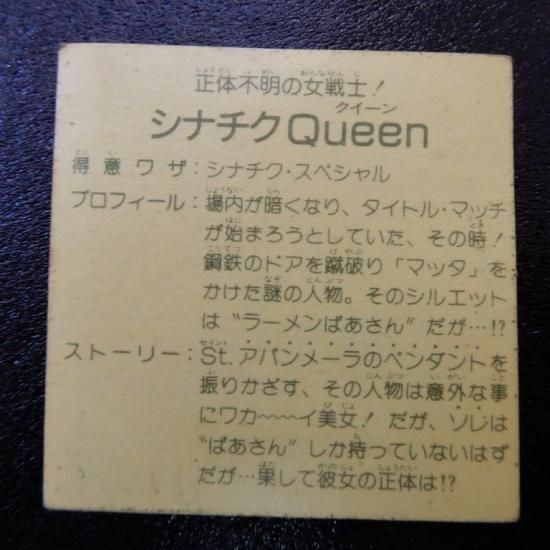 正体不明の女戦士!
シナチクQueen
得意ワザ:シナチク・スペシャル
プロフィール:場内が暗くなり、タイトル・マッチ
が始まろうとしていた、その時!
鋼鉄のドアを蹴破り「マッタ」を
かけた謎の人物。そのシルエット
は〝ラーメンばあさん〟だが…!?
ストーリー:St.アバンメーラのペンダントを
振りかざす、その人物は意外な事
にワカ〜〜〜イ美女! だが、ソレは
〝ばあさん〟しか持っていないはず
だが…果して彼女の正体は!?